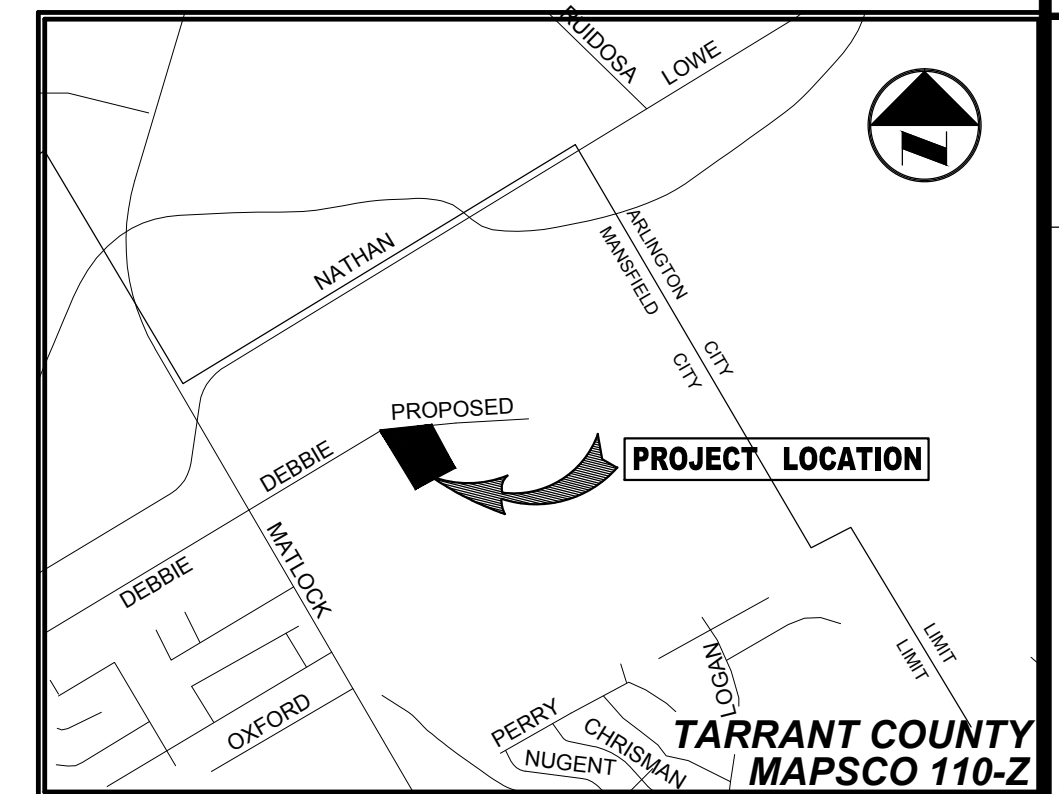 RUIDOSA
LOWE
N
NATHAN
ARLINGTON
MANSFIELD
CITY
CITY
PROPOSED
DEBBIE
PROJECT LOCATION
MATLOCK
DEBBIE
LIMIT
LIMIT
LOGAN
OXFORD
PERRY
CHRISMAN
NUGENT
TARRANT COUNTY
MAPSCO 110-Z